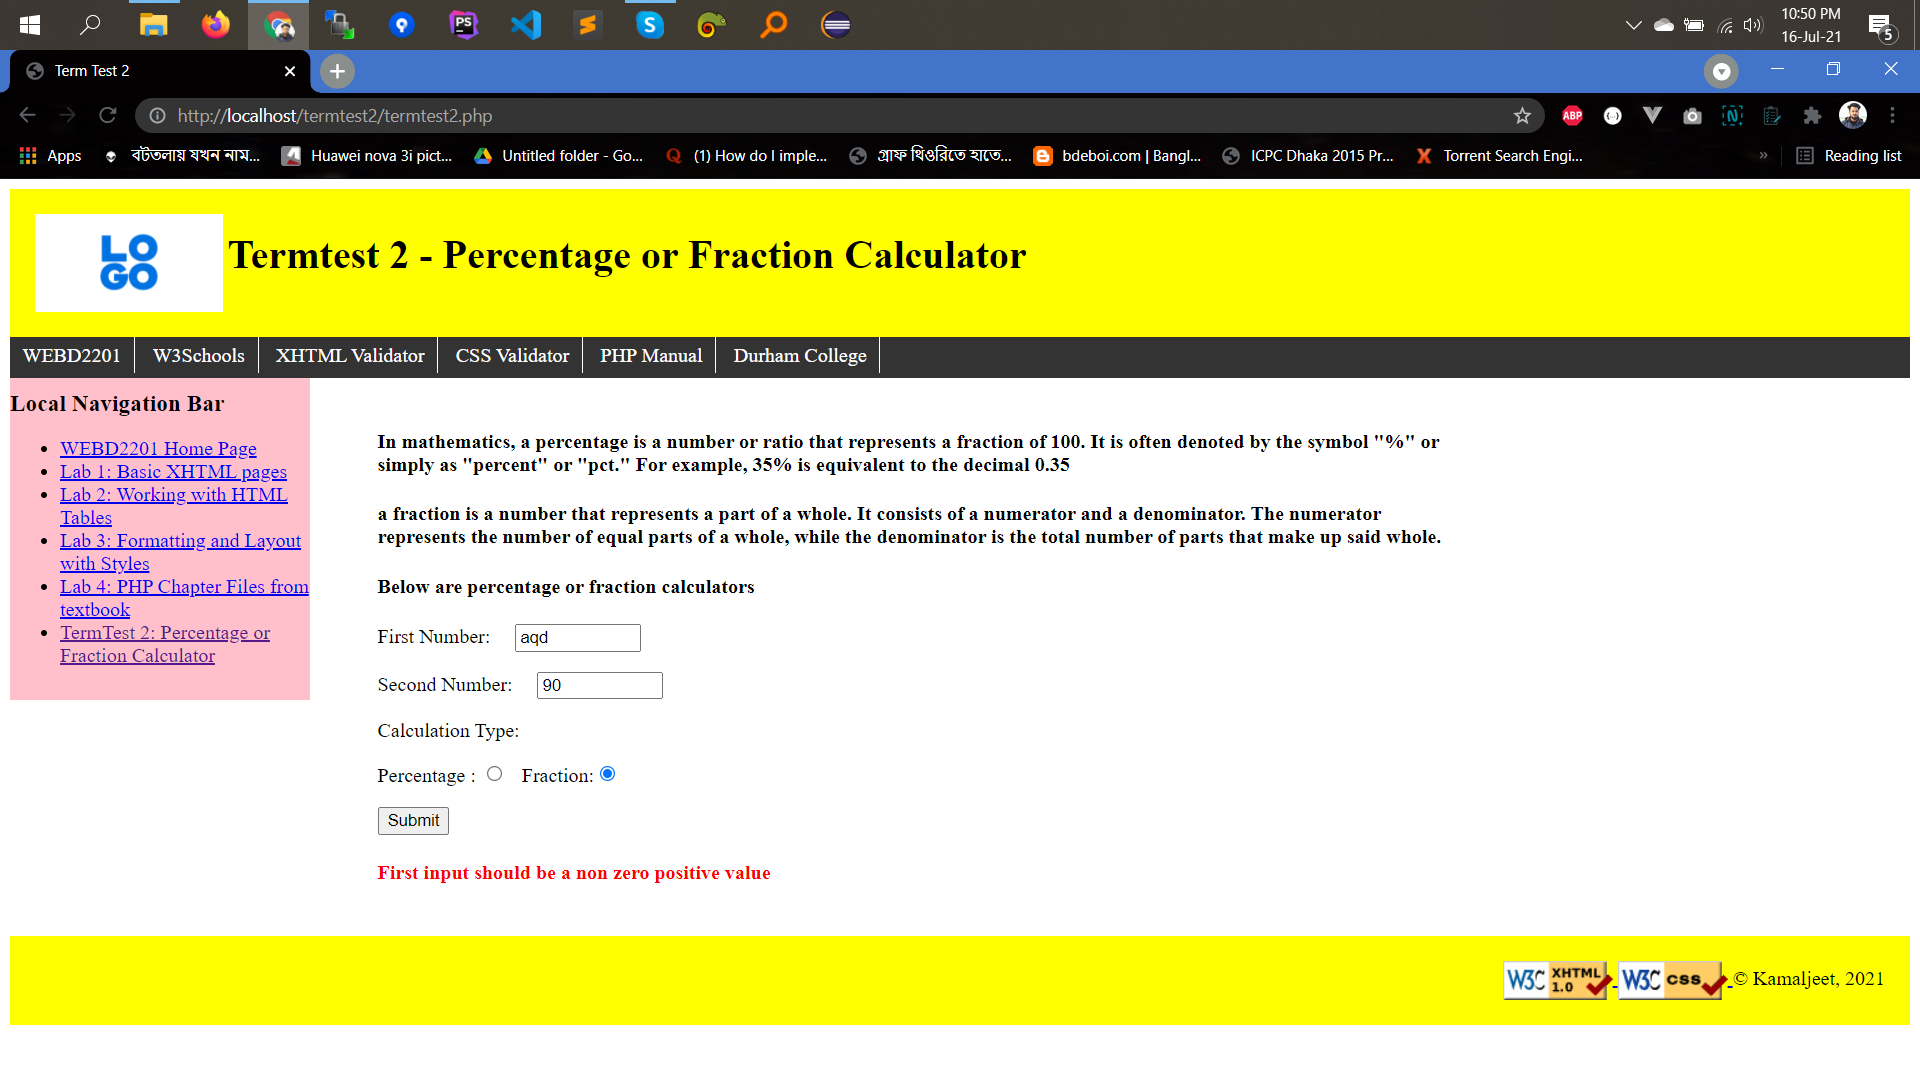 10:50 PM
16-Jul-21
5
Term Test 2
http://localhost/termtest2/termtest2.php
ABP
Apps
বটতলায় যখন নাম...
Huawei nova 3i pict...
Untitled folder - Go...
(1) How do I imple...
গ্রাফ থিওরিতে হাতে...
bdeboi.com | Bangl...
ICPC Dhaka 2015 Pr...
Torrent Search Engi...
»
Reading list
LO
GO
Termtest 2 - Percentage or Fraction Calculator
WEBD2201
W3Schools
XHTML Validator
CSS Validator
PHP Manual
Durham College
Local Navigation Bar
WEBD2201 Home Page
Lab 1: Basic XHTML pages
Lab 2: Working with HTML
Tables
Lab 3: Formatting and Layout
with Styles
Lab 4: PHP Chapter Files from
textbook
TermTest 2: Percentage or
Fraction Calculator
In mathematics, a percentage is a number or ratio that represents a fraction of 100. It is often denoted by the symbol "%" or
simply as "percent" or "pct." For example, 35% is equivalent to the decimal 0.35
a fraction is a number that represents a part of a whole. It consists of a numerator and a denominator. The numerator
represents the number of equal parts of a whole, while the denominator is the total number of parts that make up said whole.
Below are percentage or fraction calculators
First Number: aqd
Second Number: 90
Calculation Type:
Percentage : Fraction:
Submit
First input should be a non zero positive value
W3C XHTML 1.0 W3C css © Kamaljeet, 2021